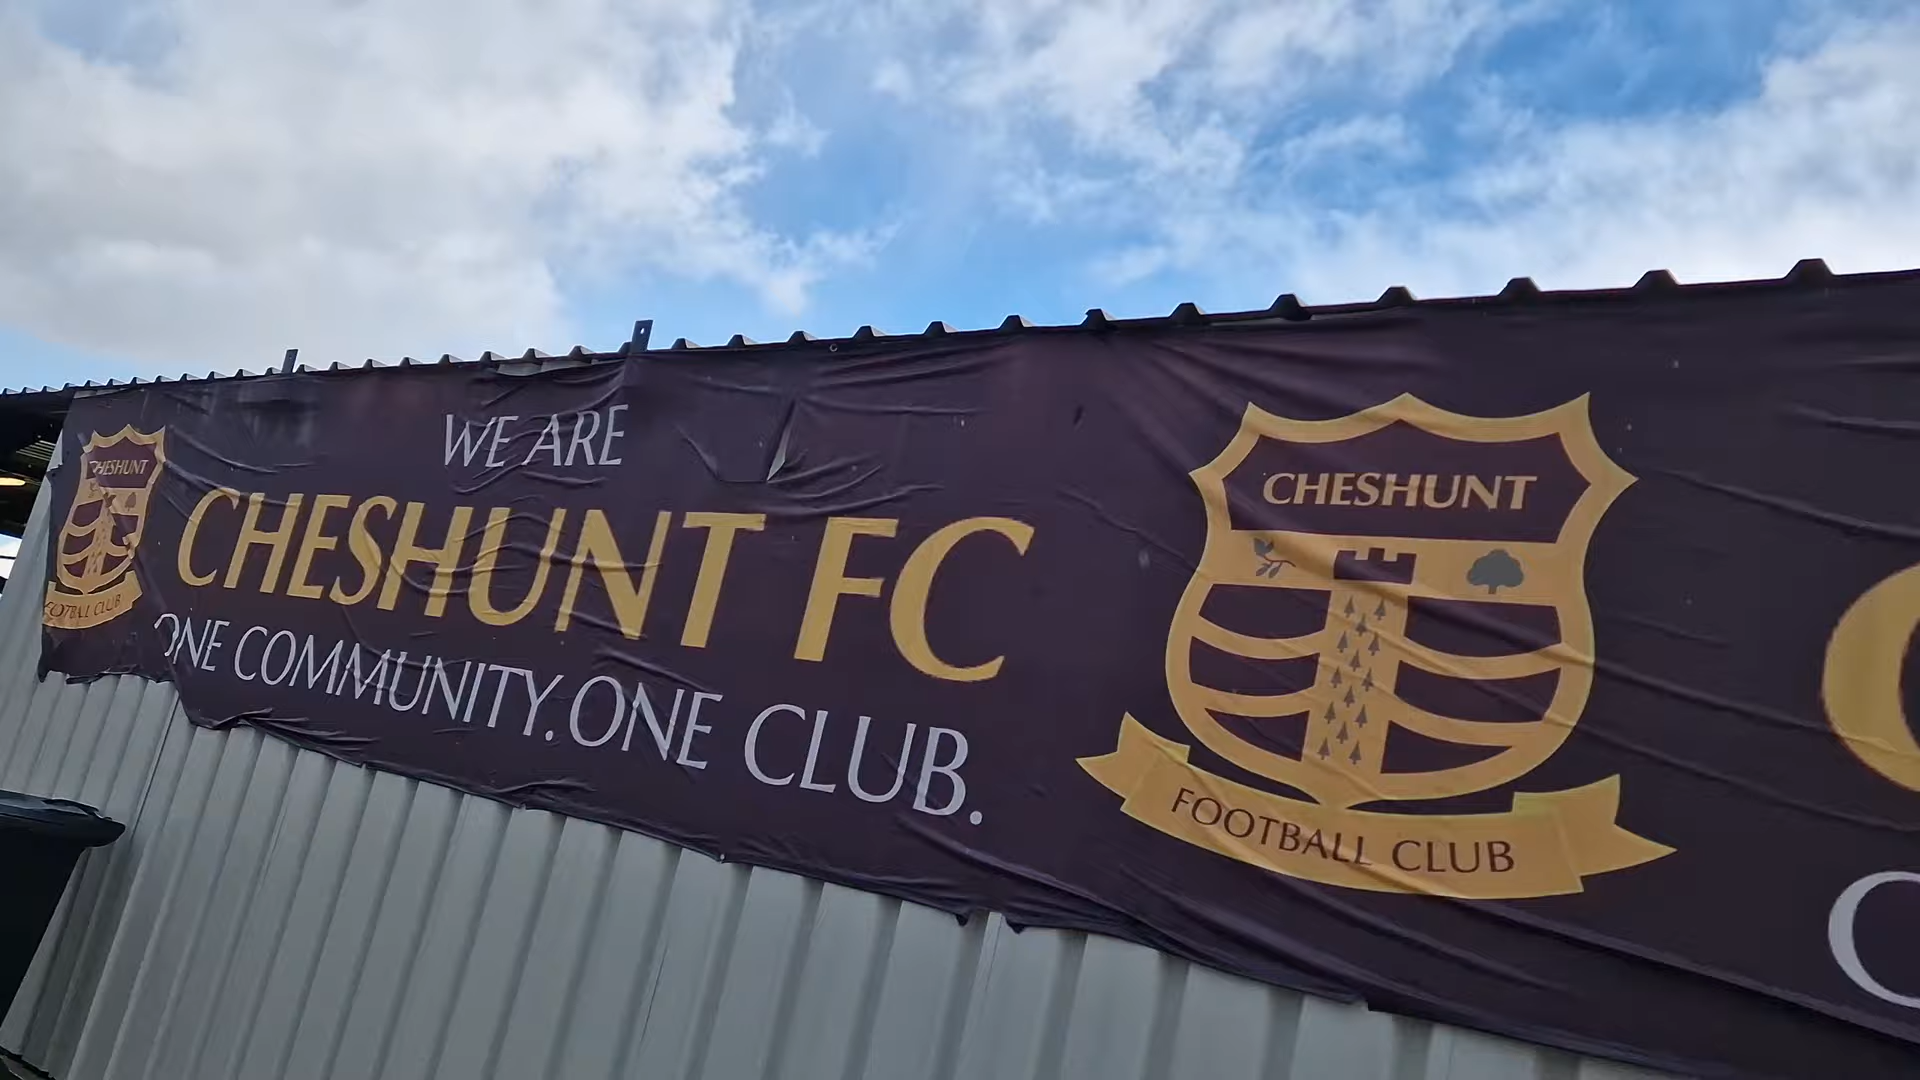 CHESHUNT
FOOTBALL CLUB
WE ARE
CHESHUNT FC
ONE COMMUNITY. ONE CLUB.
CHESHUNT
FOOTBALL CLUB